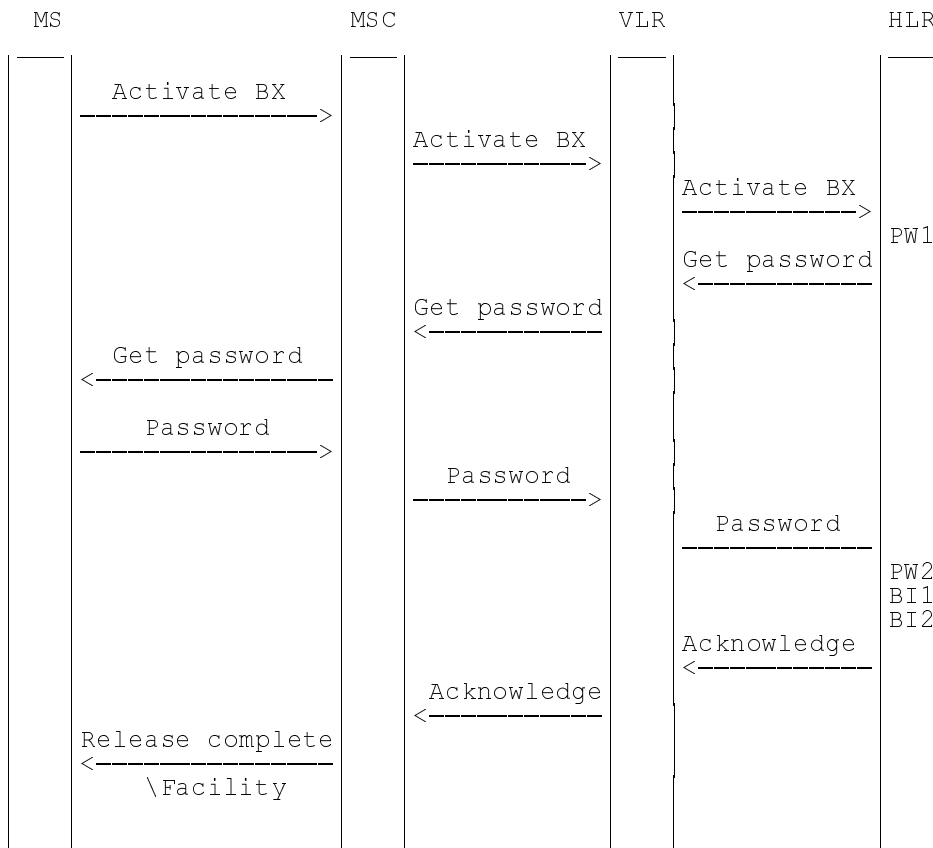 MS MSC VLR HLR
Activate BX
------------------>
Activate BX
------------>
Activate BX
----------->
PW1
Get password
<-----------
Get password
<-----------
Get password
<---------------
Password
--------------->
Password
----------->
Password
------------
PW2
BI1
BI2
Acknowledge
<-----------
Acknowledge
<-----------
Release complete
<---------------
\Facility